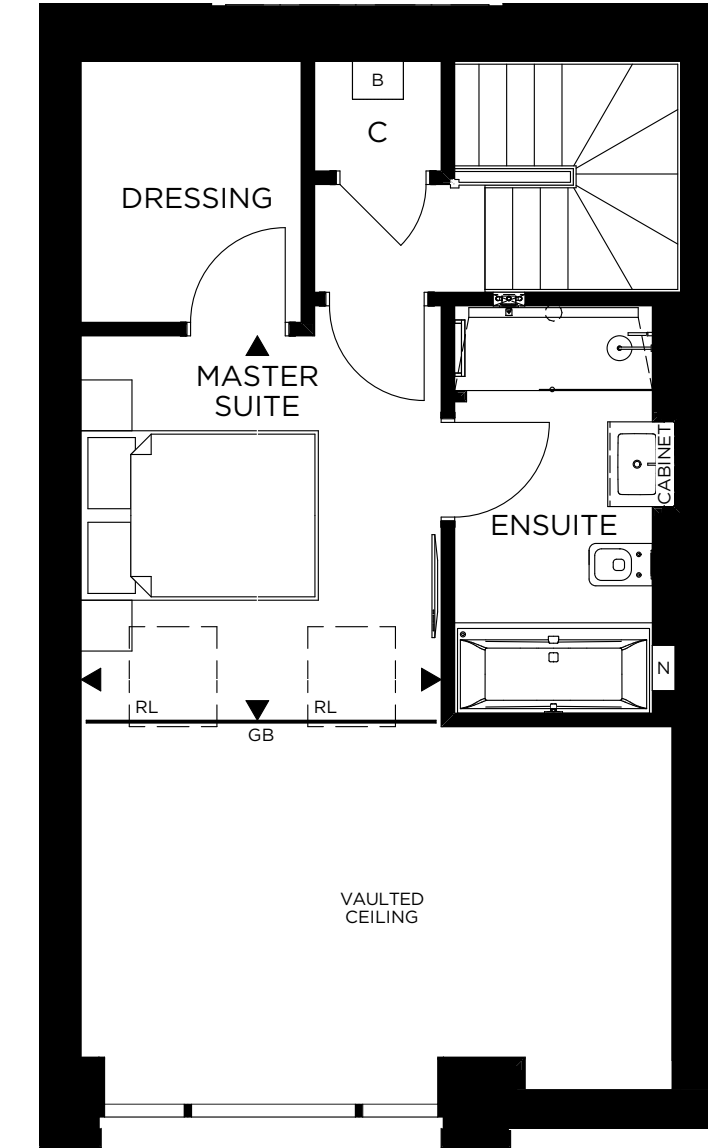 B
C
DRESSING
MASTER
SUITE
CABINET
ENSUITE
N
RL
RL
GB
VAULTED
CEILING